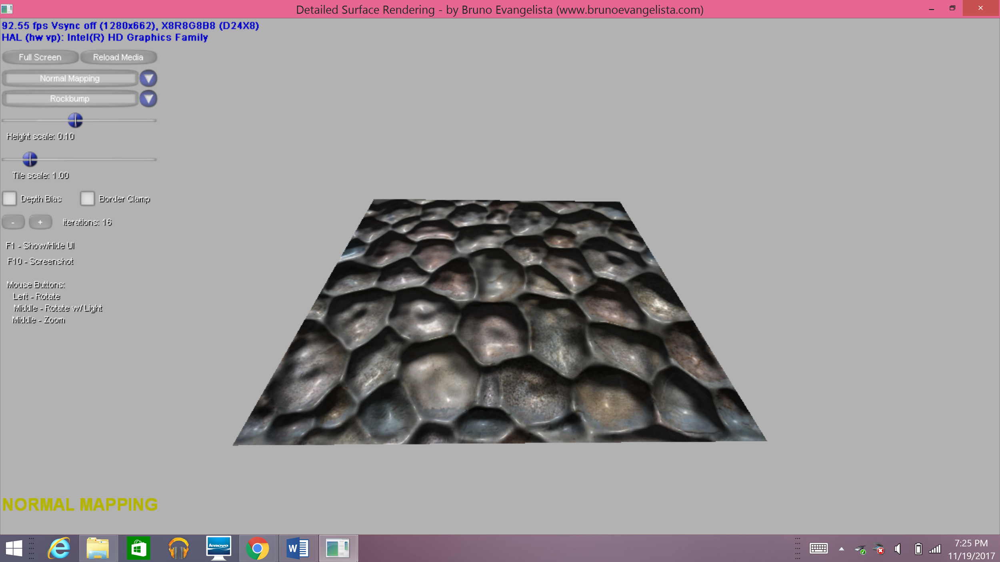 Detailed Surface Rendering - by Bruno Evangelista (www.brunoevangelista.com)
92.55 fps Vsync off (1280x662), X8R8G8B8 (D24X8)
HAL (hw vp): Intel(R) HD Graphics Family
Full Screen
Reload Media
Normal Mapping
Rockbump
Height scale: 0.10
Tile scale: 1.00
Depth Bias
Border Clamp
- + Iterations: 16
F1 - Show/Hide UI
F10 - Screenshot
Mouse Buttons:
Left - Rotate
Middle - Rotate w/ Light
Middle - Zoom
NORMAL MAPPING
lenovo
W
7:25 PM
11/19/2017